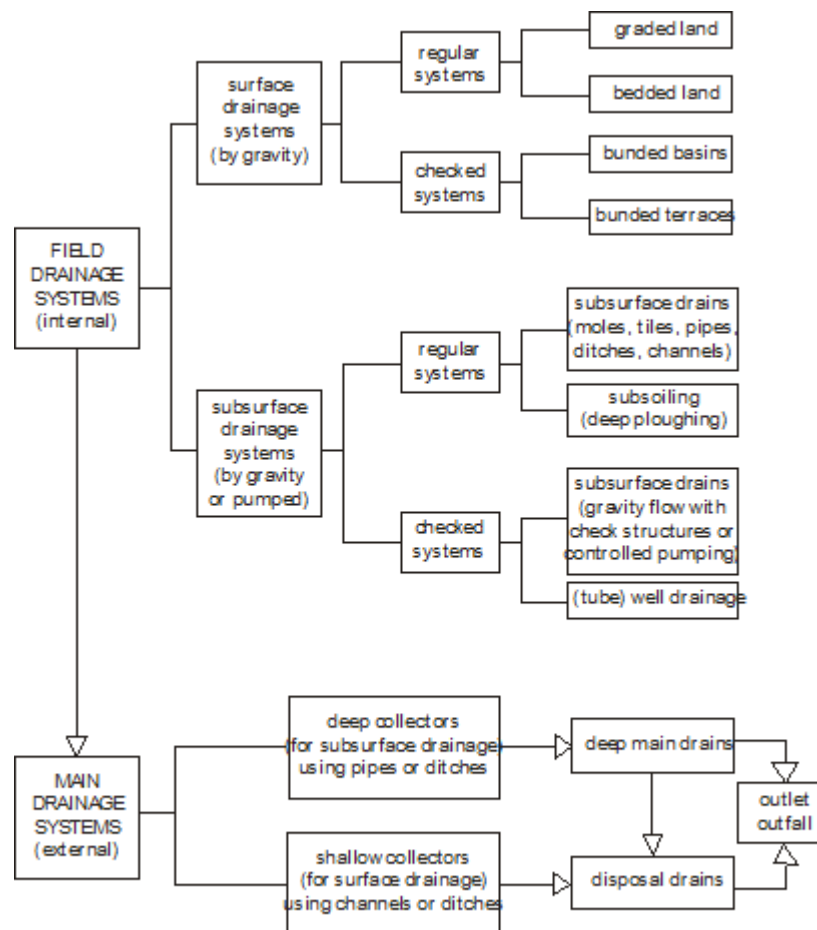 graded land
regular
systems
surface
drainage
systems
(by gravity)
bedded land
bunded basins
checked
systems
bunded terraces
FIELD
DRAINAGE
SYSTEMS
(internal)
subsurface drains
(moles, tiles, pipes,
ditches, channels)
regular
systems
subsurface
drainage
systems
(by gravity
or pumped)
subsoiling
(deep ploughing)
subsurface drains
(gravity flow with
check structures or
controlled pumping)
checked
systems
(tube) well drainage
deep collectors
(for subsurface drainage)
using pipes or ditches
deep main drains
MAIN
DRAINAGE
SYSTEMS
(external)
outlet
outfall
shallow collectors
(for surface drainage)
using channels or ditches
disposal drains